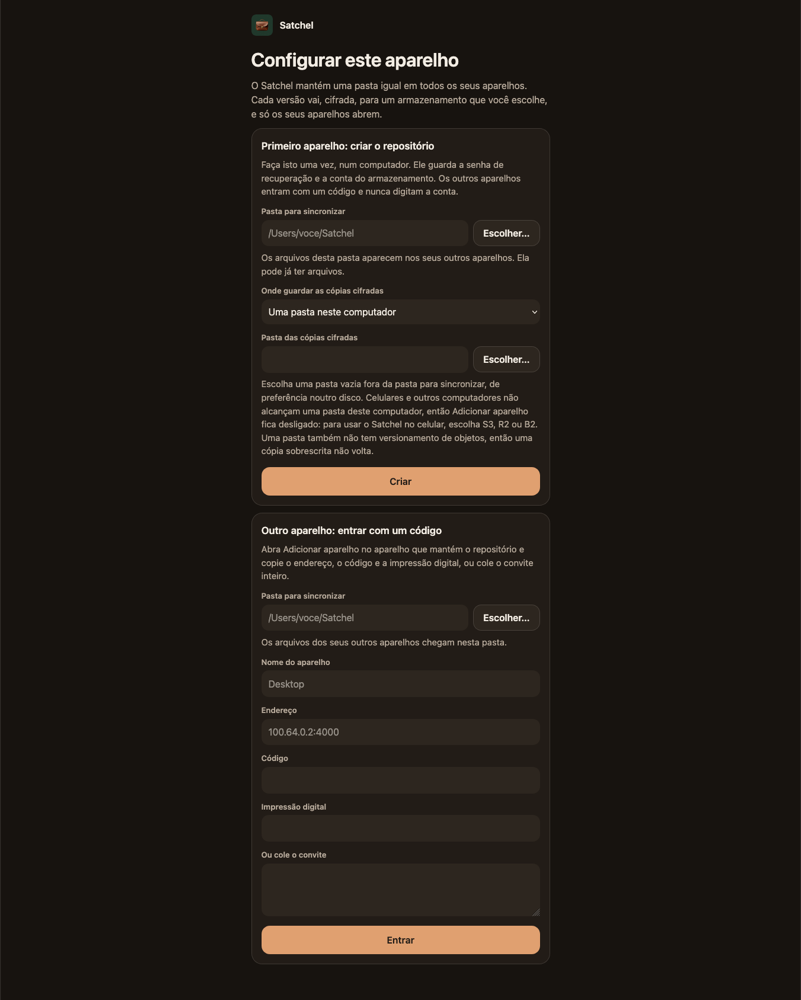 Satchel
Configurar este aparelho
O Satchel mantém uma pasta igual em todos os seus aparelhos.
Cada versão vai, cifrada, para um armazenamento que você escolhe,
e só os seus aparelhos abrem.
Primeiro aparelho: criar o repositório
Faça isto uma vez, num computador. Ele guarda a senha de
recuperação e a conta do armazenamento. Os outros aparelhos
entram com um código e nunca digitam a conta.
Pasta para sincronizar
/Users/voce/Satchel
Escolher...
Os arquivos desta pasta aparecem nos seus outros aparelhos. Ela
pode já ter arquivos.
Onde guardar as cópias cifradas
Uma pasta neste computador
Pasta das cópias cifradas
Escolher...
Escolha uma pasta vazia fora da pasta para sincronizar, de
preferência noutro disco. Celulares e outros computadores não
alcançam uma pasta deste computador, então Adicionar aparelho
fica desligado: para usar o Satchel no celular, escolha S3, R2 ou B2.
Uma pasta também não tem versionamento de objetos, então uma
cópia sobrescrita não volta.
Criar
Outro aparelho: entrar com um código
Abra Adicionar aparelho no aparelho que mantém o repositório e
copie o endereço, o código e a impressão digital, ou cole o convite
inteiro.
Pasta para sincronizar
/Users/voce/Satchel
Escolher...
Os arquivos dos seus outros aparelhos chegam nesta pasta.
Nome do aparelho
Desktop
Endereço
100.64.0.2:4000
Código
Impressão digital
Ou cole o convite
Entrar